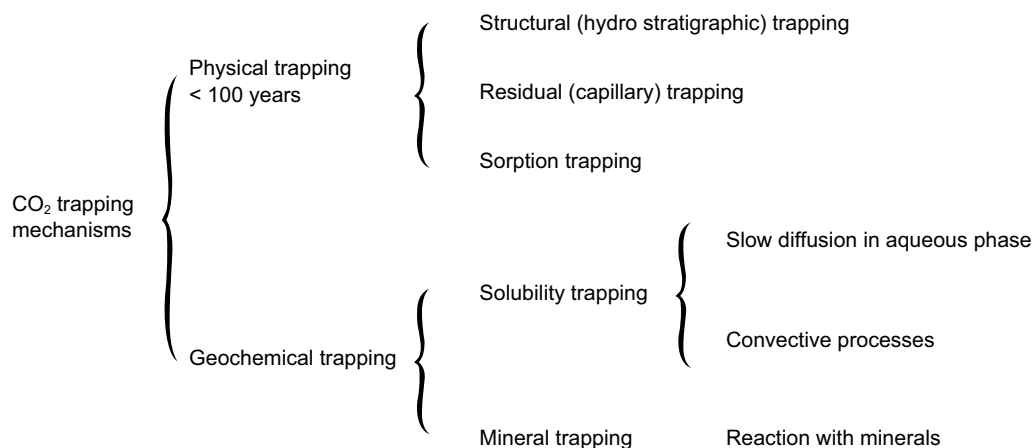 Structural (hydro stratigraphic) trapping
Physical trapping
< 100 years
Residual (capillary) trapping
Sorption trapping
CO₂ trapping
mechanisms
Slow diffusion in aqueous phase
Solubility trapping
Convective processes
Geochemical trapping
Mineral trapping
Reaction with minerals